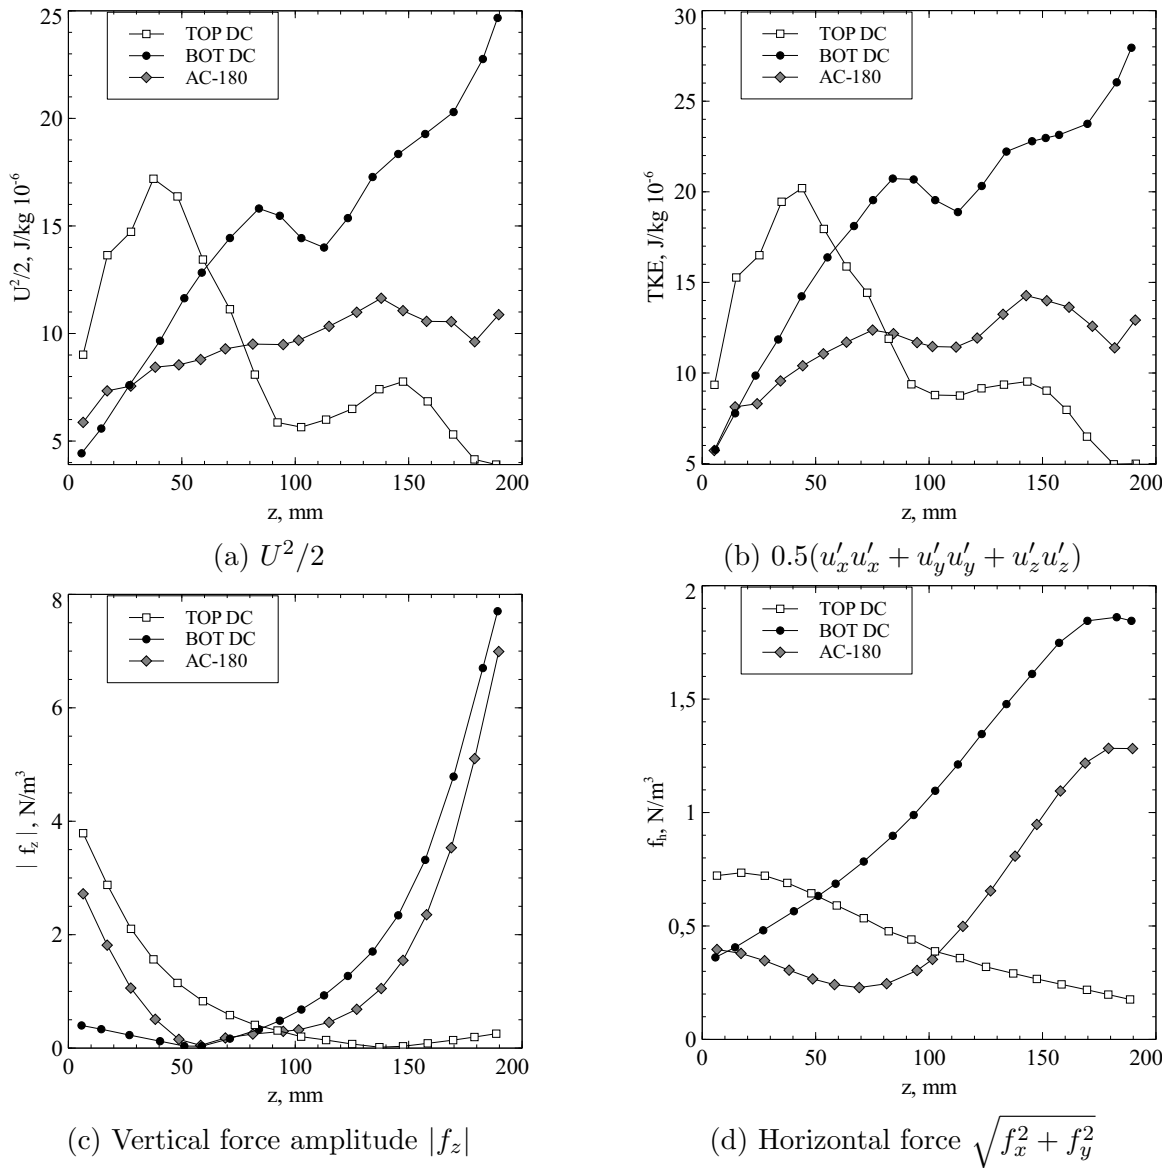 25
20
15
10
5
0
50
100
150
200
TOP DC
BOT DC
AC-180
U²/2, J/kg 10⁻⁶
z, mm
(a) U²/2
30
25
20
15
10
5
0
50
100
150
200
TOP DC
BOT DC
AC-180
TKE, J/kg 10⁻⁶
z, mm
(b) 0.5(u′ₓu′ₓ + u′ᵧu′ᵧ + u′_zu′_z)
8
6
4
2
0
0
50
100
150
200
TOP DC
BOT DC
AC-180
| f_z |, N/m³
z, mm
(c) Vertical force amplitude |f_z|
2
1,5
1
0,5
0
0
50
100
150
200
TOP DC
BOT DC
AC-180
f_h, N/m³
z, mm
(d) Horizontal force √(f_x² + f_y²)